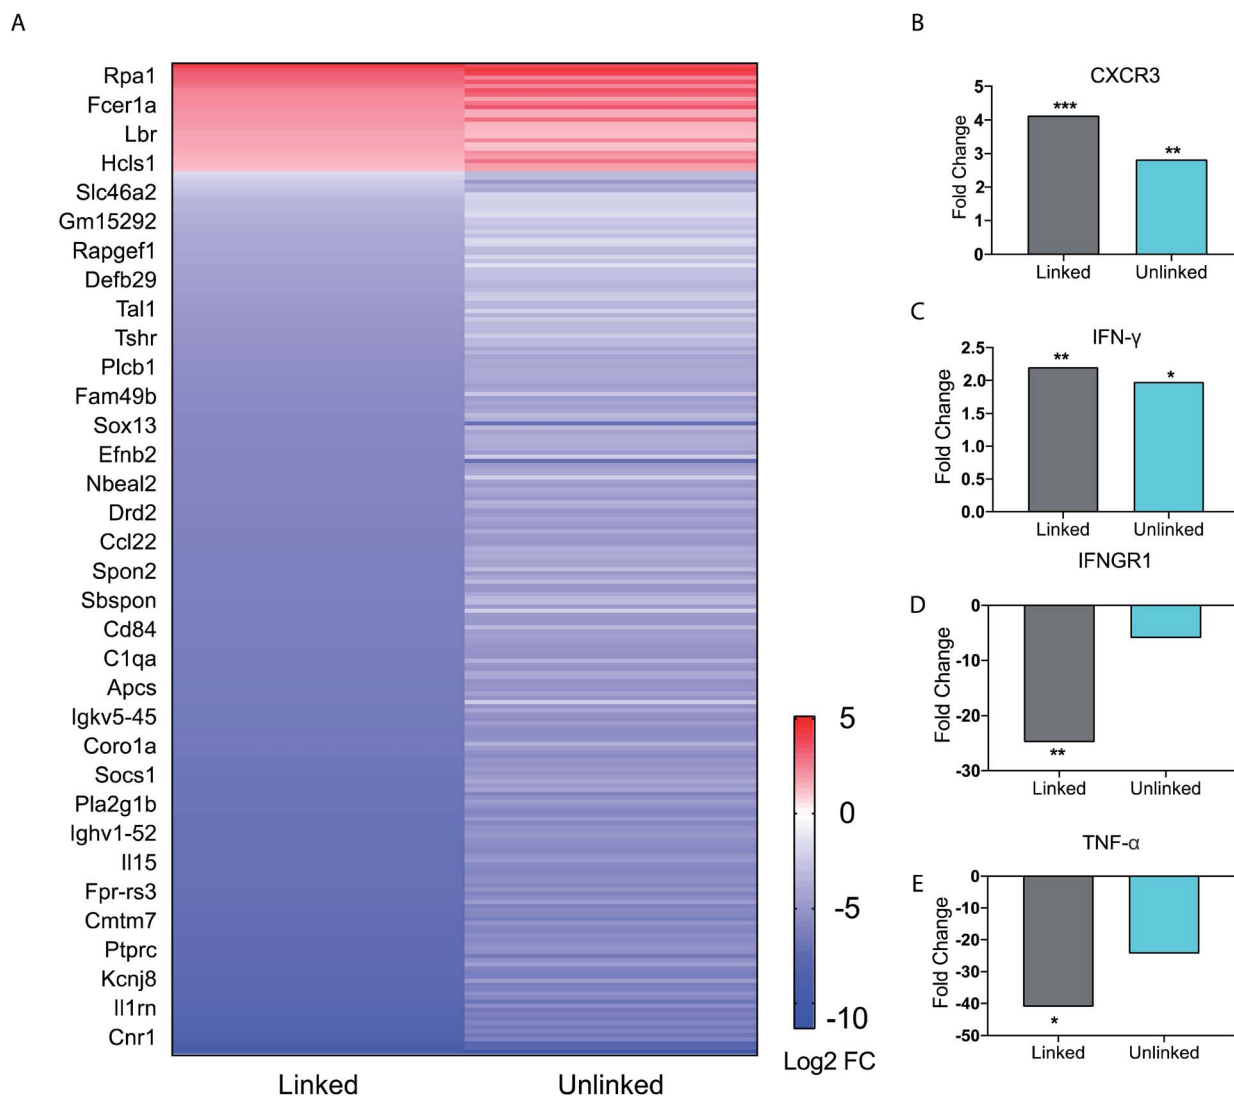 A
Rpa1
Fcer1a
Lbr
Hcls1
Slc46a2
Gm15292
Rapgef1
Defb29
Tal1
Tshr
Plcb1
Fam49b
Sox13
Efnb2
Nbeal2
Drd2
Ccl22
Spon2
Sbspon
Cd84
C1qa
Apcs
Igkv5-45
Coro1a
Socs1
Pla2g1b
Ighv1-52
Il15
Fpr-rs3
Cmtm7
Ptprc
Kcnj8
Il1rn
Cnr1
Linked
Unlinked
5
0
-5
-10
Log2 FC
B
CXCR3
Fold Change
5
4
3
2
1
0
***
**
Linked
Unlinked
C
IFN-γ
Fold Change
2.5
2.0
1.5
1.0
0.5
0.0
**
*
Linked
Unlinked
D
IFNGR1
Fold Change
0
-10
-20
-30
**
Linked
Unlinked
E
TNF-α
Fold Change
0
-10
-20
-30
-40
-50
*
Linked
Unlinked